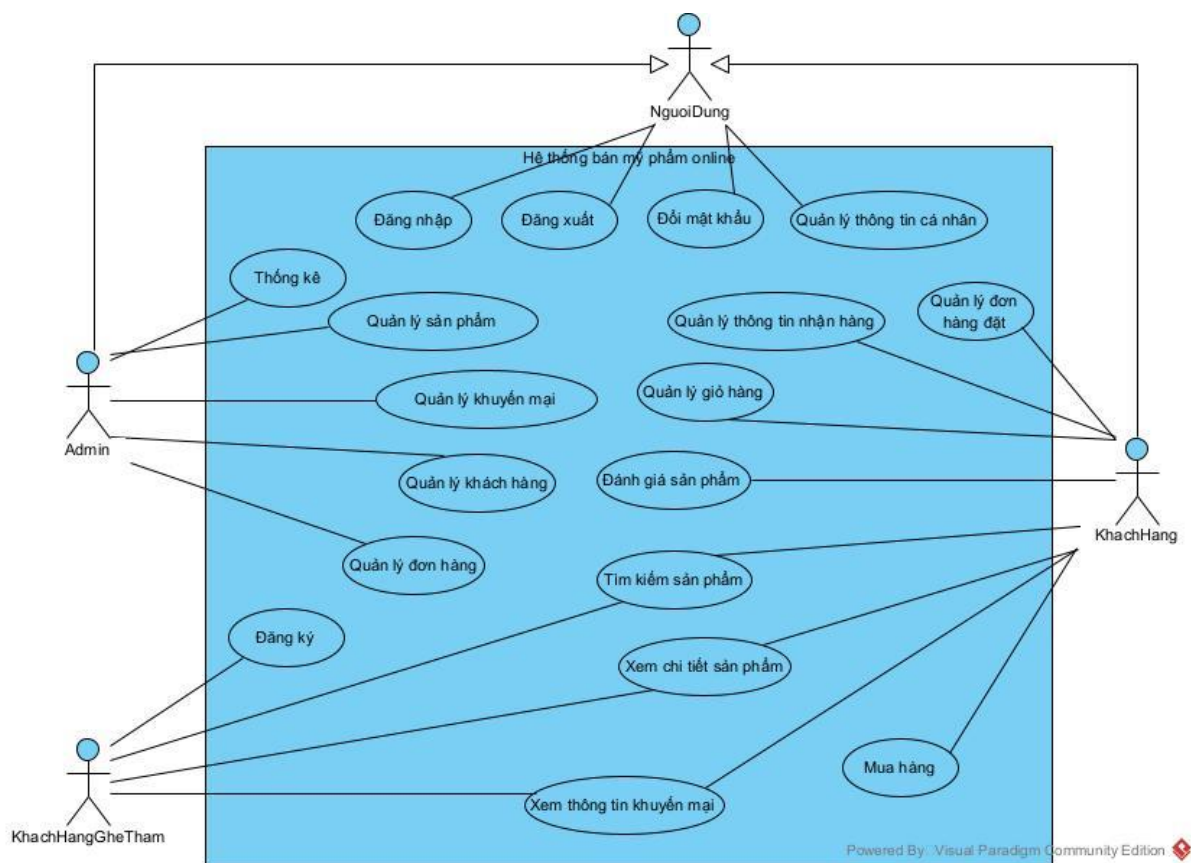 NguoiDung
Hệ thống bán mỹ phẩm online
Đăng nhập
Đăng xuất
Đổi mật khẩu
Quản lý thông tin cá nhân
Thống kê
Quản lý sản phẩm
Quản lý thông tin nhận hàng
Quản lý đơn
hàng đặt
Quản lý khuyến mại
Quản lý giỏ hàng
Admin
Quản lý khách hàng
Đánh giá sản phẩm
KhachHang
Quản lý đơn hàng
Tìm kiếm sản phẩm
Đăng ký
Xem chi tiết sản phẩm
Mua hàng
Xem thông tin khuyến mại
KhachHangGheTham
Powered By: Visual Paradigm Community Edition